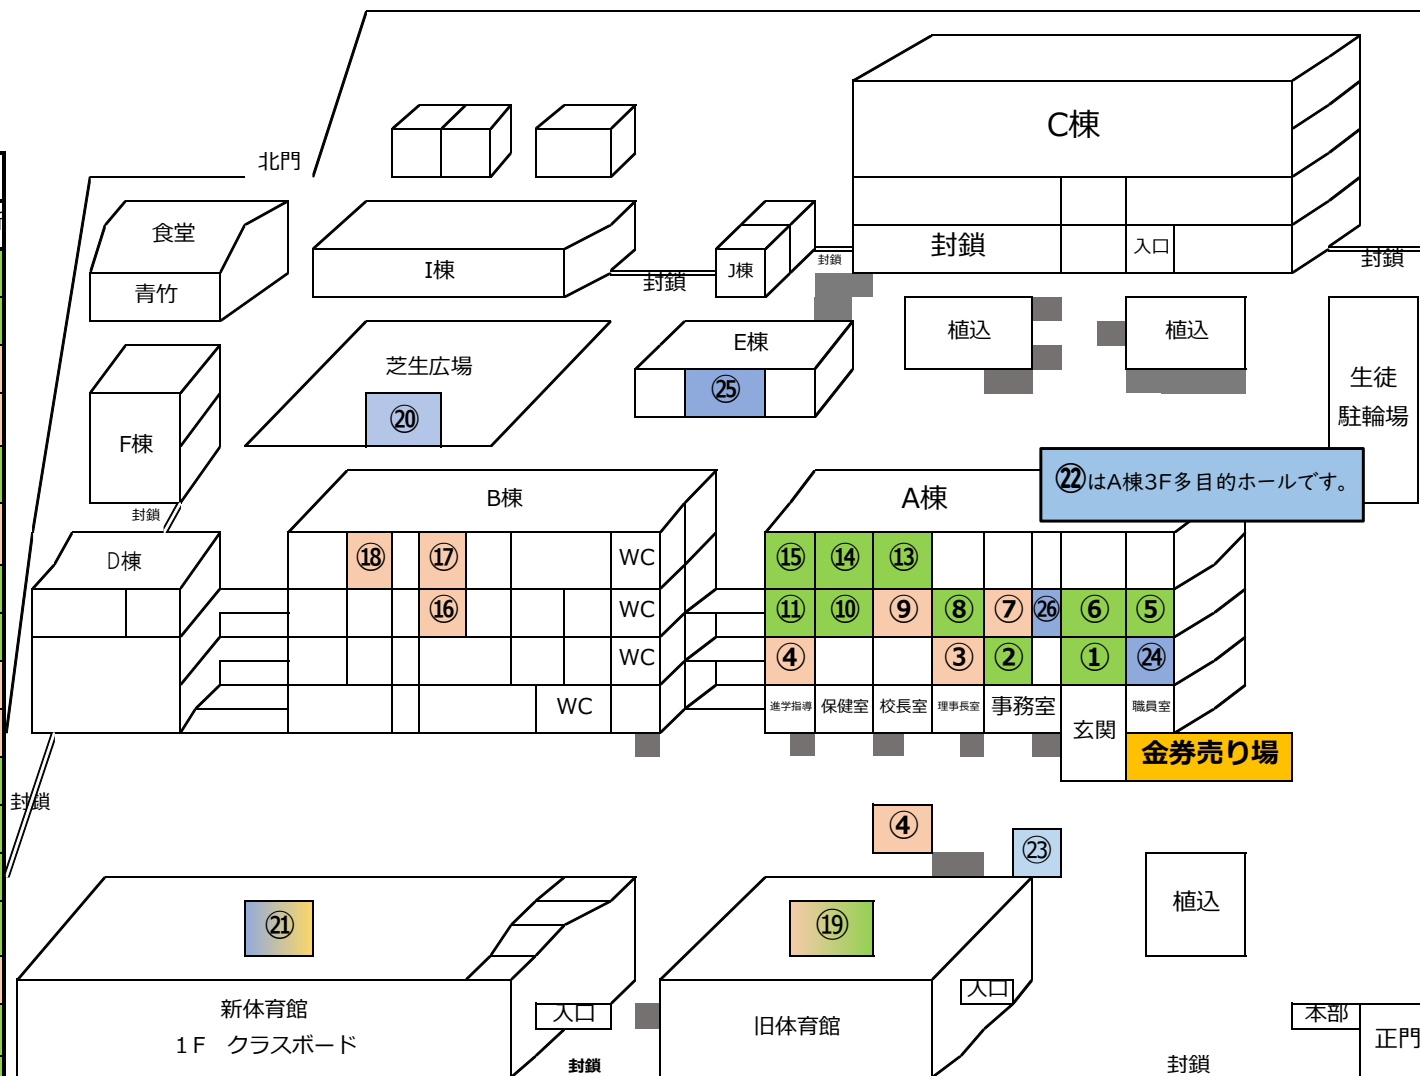 C棟
北門
食堂
青竹
I棟
封鎖
J棟
封鎖
封鎖
入口
封鎖
E棟
㉕
植込
植込
生徒
駐輪場
芝生広場
⑳
F棟
封鎖
㉒はA棟3F多目的ホールです。
B棟
A棟
D棟
⑱
⑰
WC
⑮
⑭
⑬
⑯
WC
⑪
⑩
⑨
⑧
⑦
㉖
⑥
⑤
WC
④
③
②
①
㉔
WC
進学指導
保健室
校長室
理事長室
事務室
玄関
職員室
金券売り場
封鎖
④
㉓
植込
㉑
⑲
新体育館
1F　クラスボード
入口
封鎖
旧体育館
入口
本部
正門
封鎖